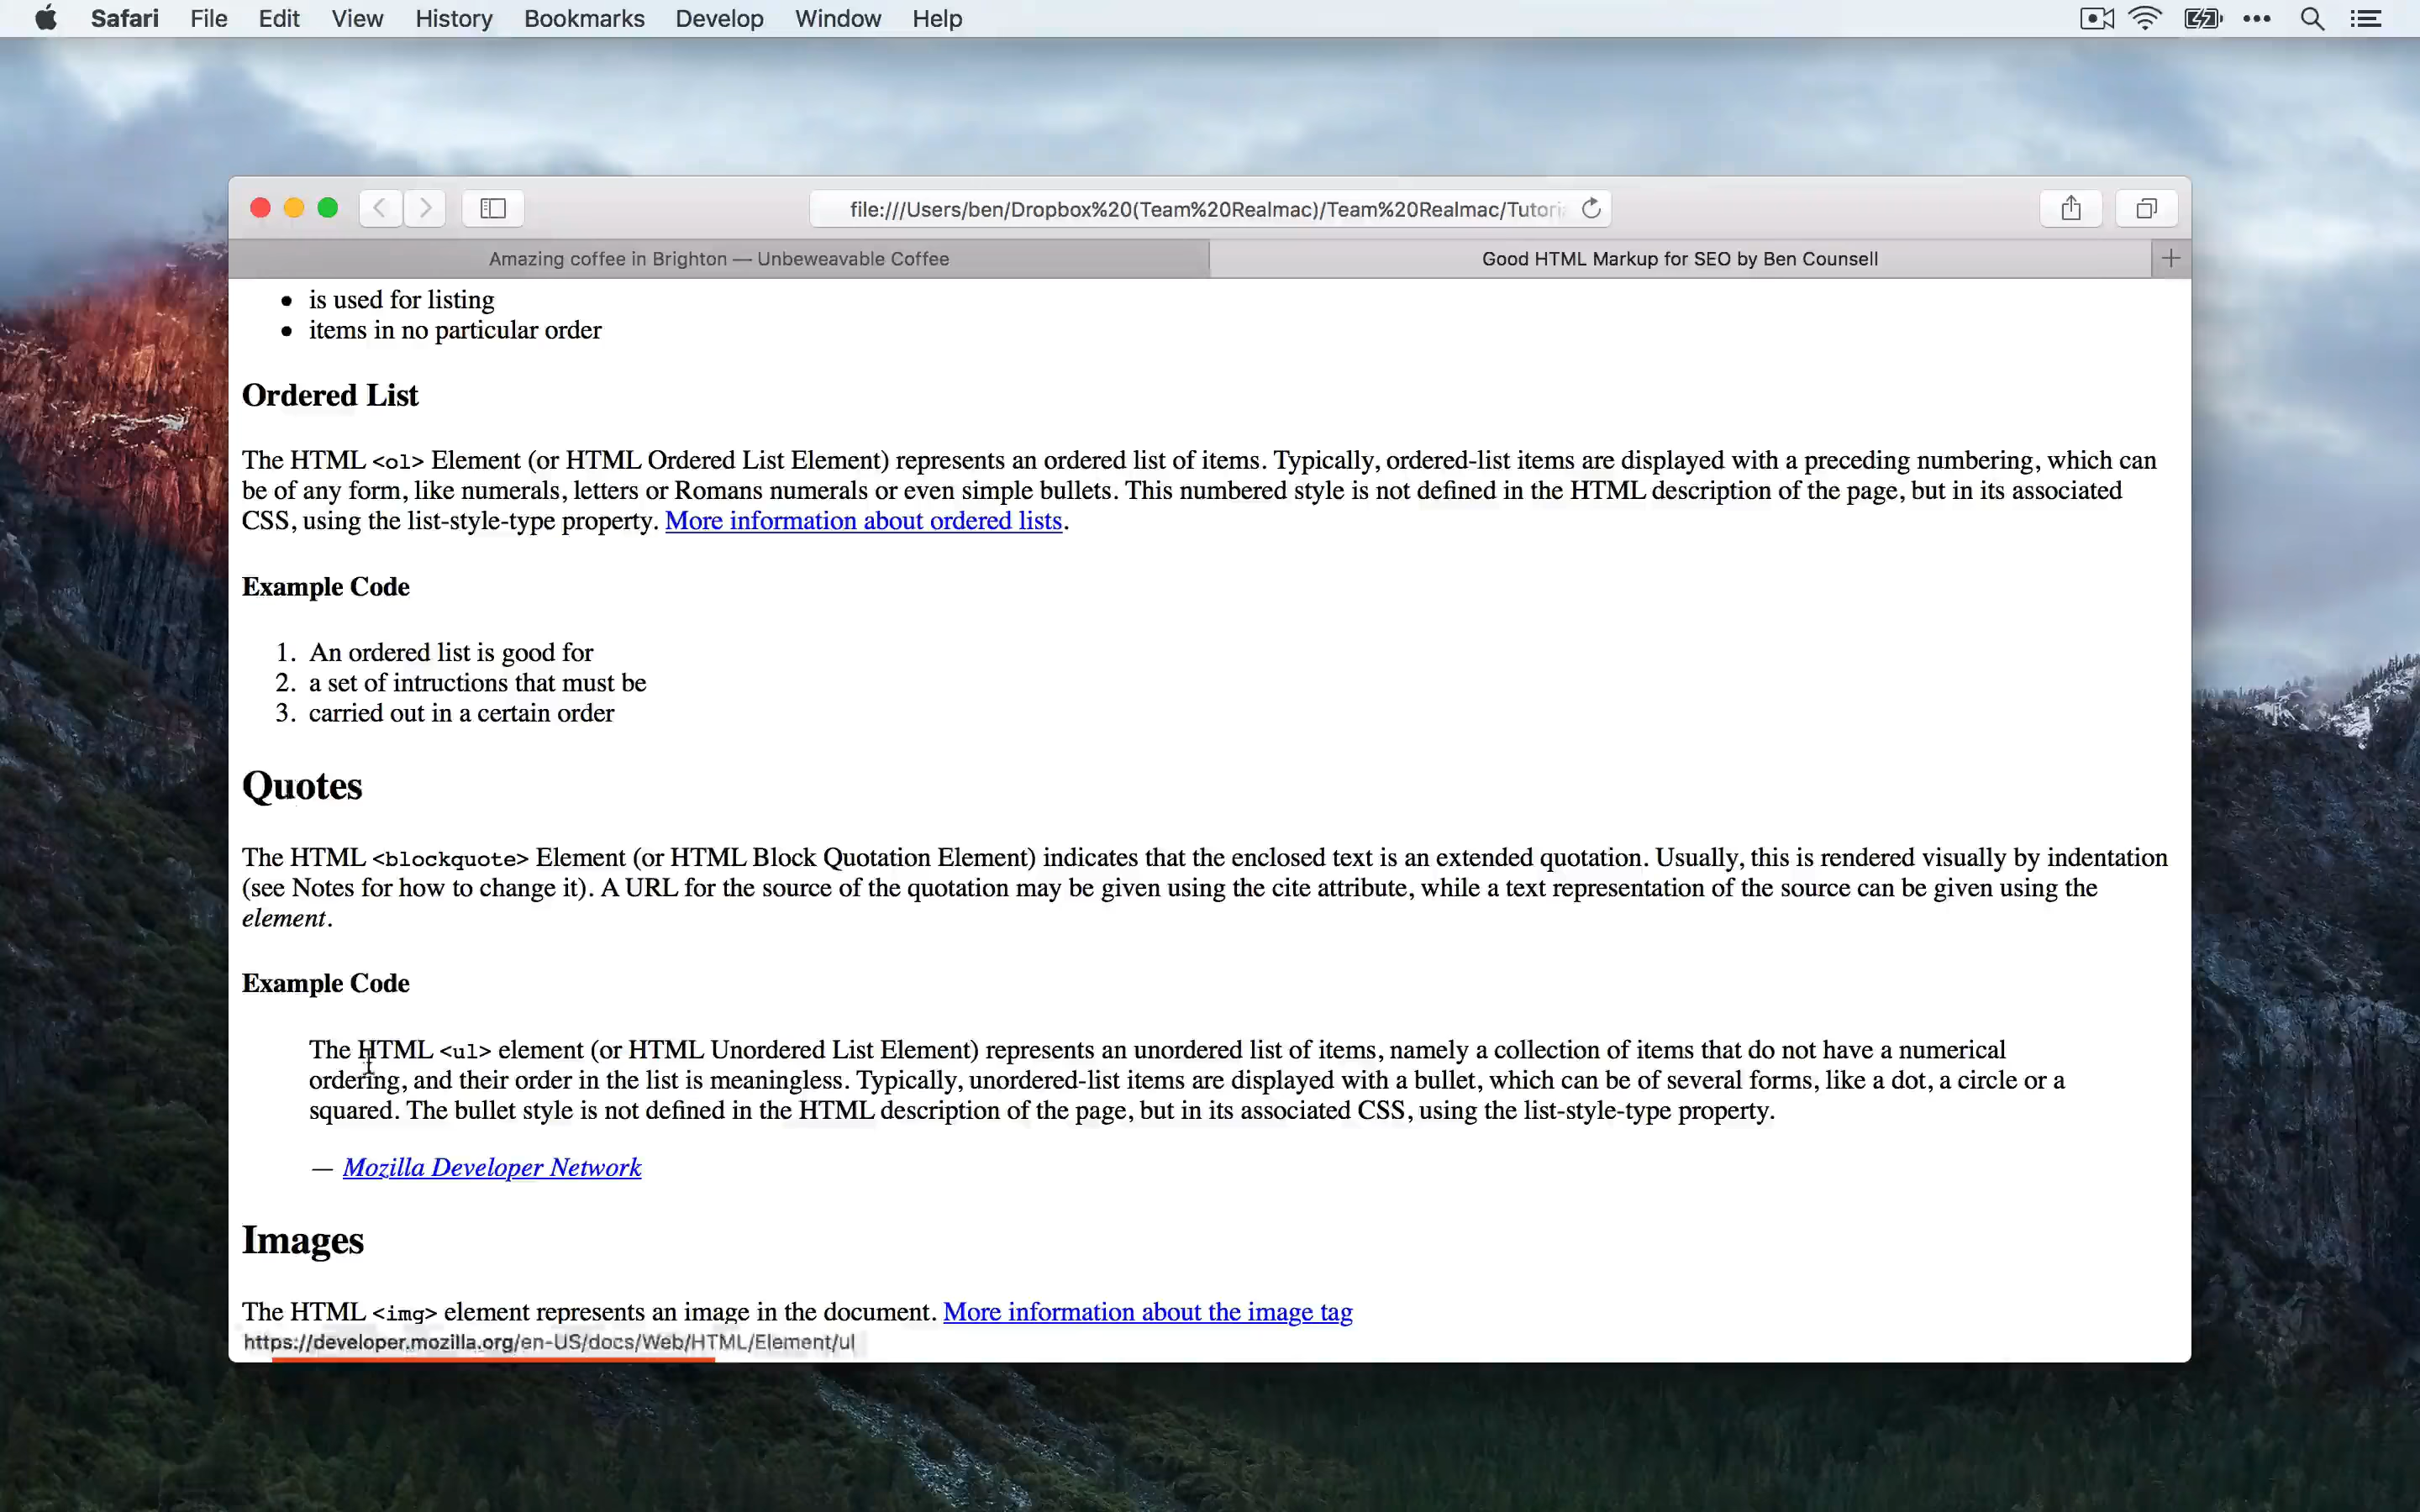 Safari File Edit View History Bookmarks Develop Window Help
file:///Users/ben/Dropbox%20(Team%20Realmac)/Team%20Realmac/Tutori
Amazing coffee in Brighton — Unbeweavable Coffee
Good HTML Markup for SEO by Ben Counsell
• is used for listing
• items in no particular order
Ordered List
The HTML <ol> Element (or HTML Ordered List Element) represents an ordered list of items. Typically, ordered-list items are displayed with a preceding numbering, which can
be of any form, like numerals, letters or Romans numerals or even simple bullets. This numbered style is not defined in the HTML description of the page, but in its associated
CSS, using the list-style-type property. More information about ordered lists.
Example Code
1. An ordered list is good for
2. a set of intructions that must be
3. carried out in a certain order
Quotes
The HTML <blockquote> Element (or HTML Block Quotation Element) indicates that the enclosed text is an extended quotation. Usually, this is rendered visually by indentation
(see Notes for how to change it). A URL for the source of the quotation may be given using the cite attribute, while a text representation of the source can be given using the
element.
Example Code
The HTML <ul> element (or HTML Unordered List Element) represents an unordered list of items, namely a collection of items that do not have a numerical
ordering, and their order in the list is meaningless. Typically, unordered-list items are displayed with a bullet, which can be of several forms, like a dot, a circle or a
squared. The bullet style is not defined in the HTML description of the page, but in its associated CSS, using the list-style-type property.
— Mozilla Developer Network
Images
The HTML <img> element represents an image in the document. More information about the image tag
https://developer.mozilla.org/en-US/docs/Web/HTML/Element/ul